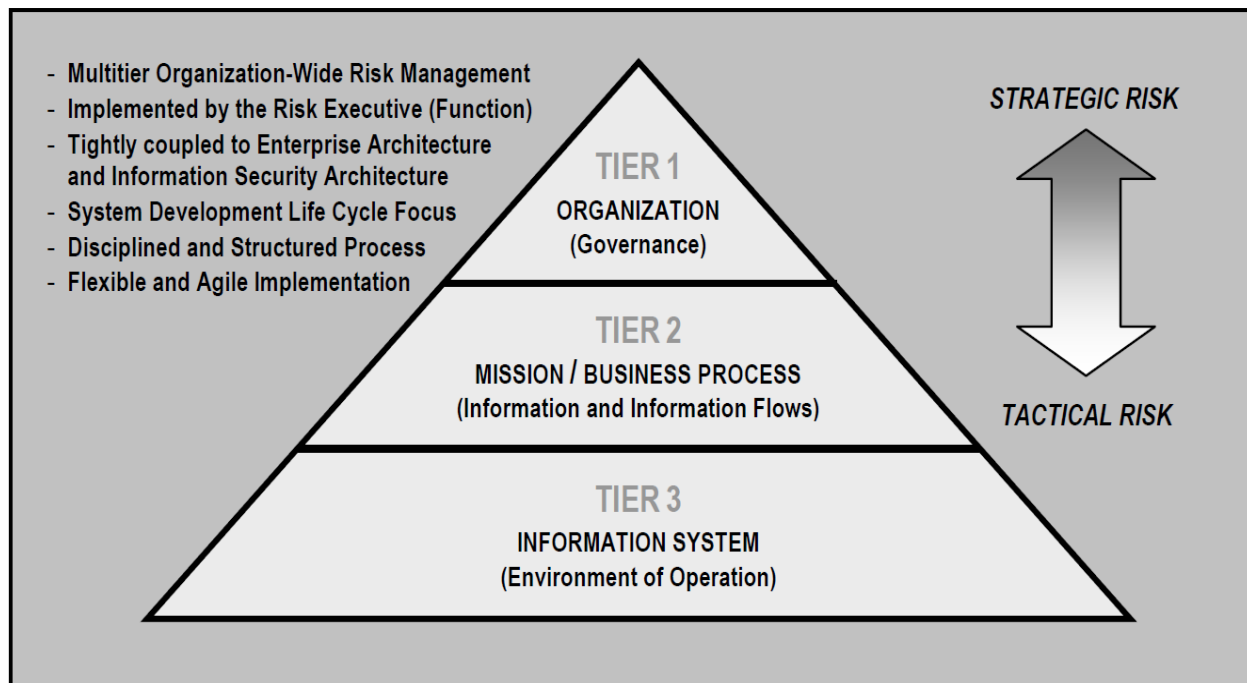 - Multitier Organization-Wide Risk Management
- Implemented by the Risk Executive (Function)
- Tightly coupled to Enterprise Architecture
and Information Security Architecture
- System Development Life Cycle Focus
- Disciplined and Structured Process
- Flexible and Agile Implementation
TIER 1
ORGANIZATION
(Governance)
TIER 2
MISSION / BUSINESS PROCESS
(Information and Information Flows)
TIER 3
INFORMATION SYSTEM
(Environment of Operation)
STRATEGIC RISK
TACTICAL RISK